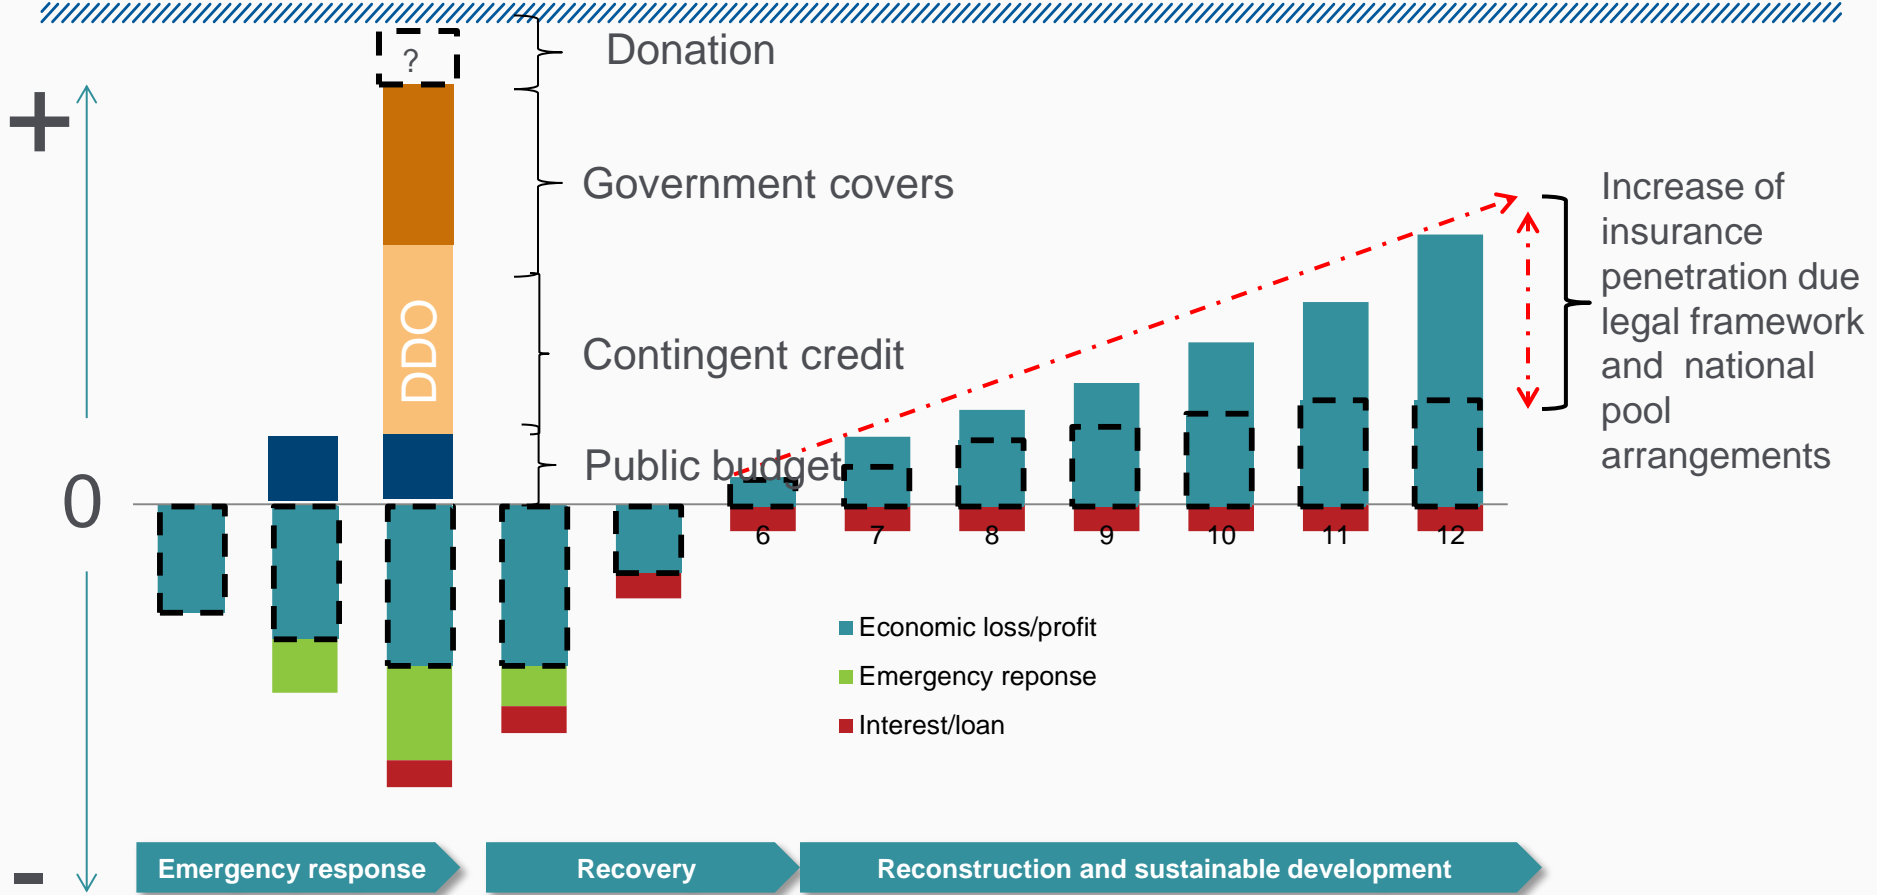 ?
Donation
+
Government covers
Increase of
insurance
penetration due
legal framework
and national
pool
arrangements
DDO
Contingent credit
Public budget
0
6 7 8 9 10 11 12
Economic loss/profit
Emergency reponse
Interest/loan
Emergency response
Recovery
Reconstruction and sustainable development
-